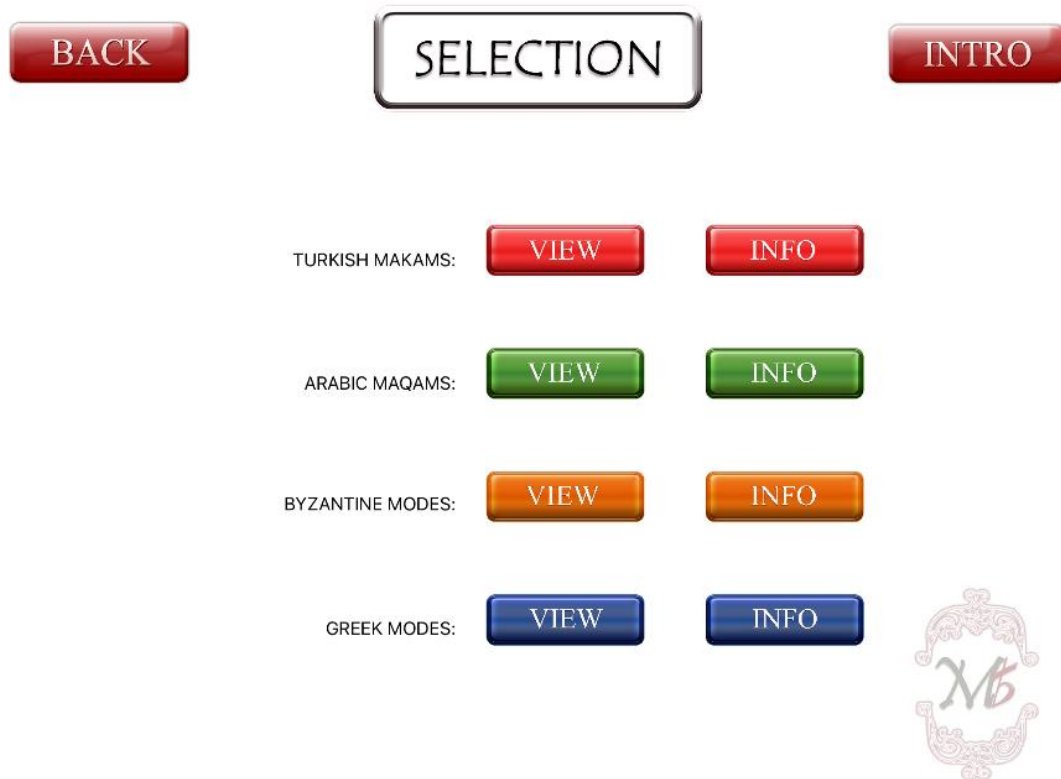 BACK
SELECTION
INTRO
TURKISH MAKAMS: VIEW INFO
ARABIC MAQAMS: VIEW INFO
BYZANTINE MODES: VIEW INFO
GREEK MODES: VIEW INFO